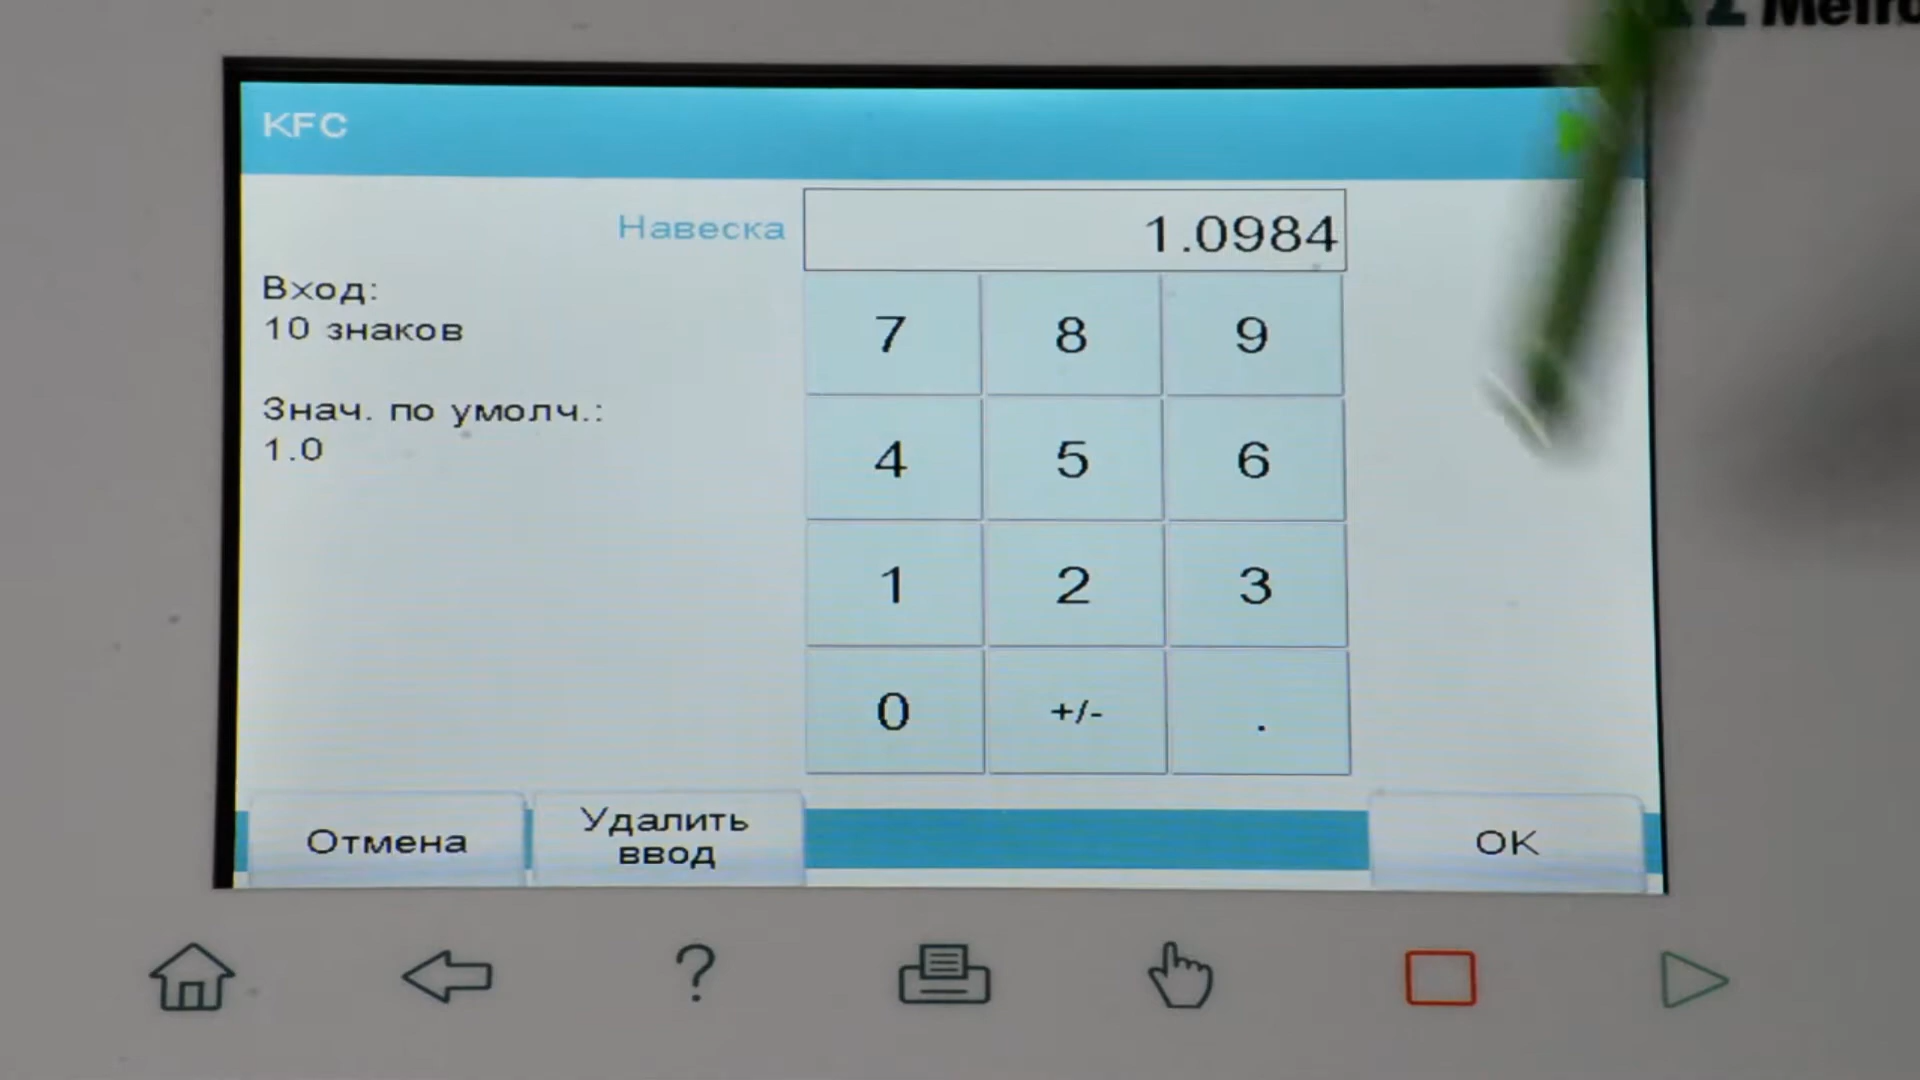 KFC
Навеска 1.0984
Вход:
10 знаков
Знач. по умолч.:
1.0
7 8 9
4 5 6
1 2 3
0 +/- .
Отмена
Удалить
ввод
OK
?